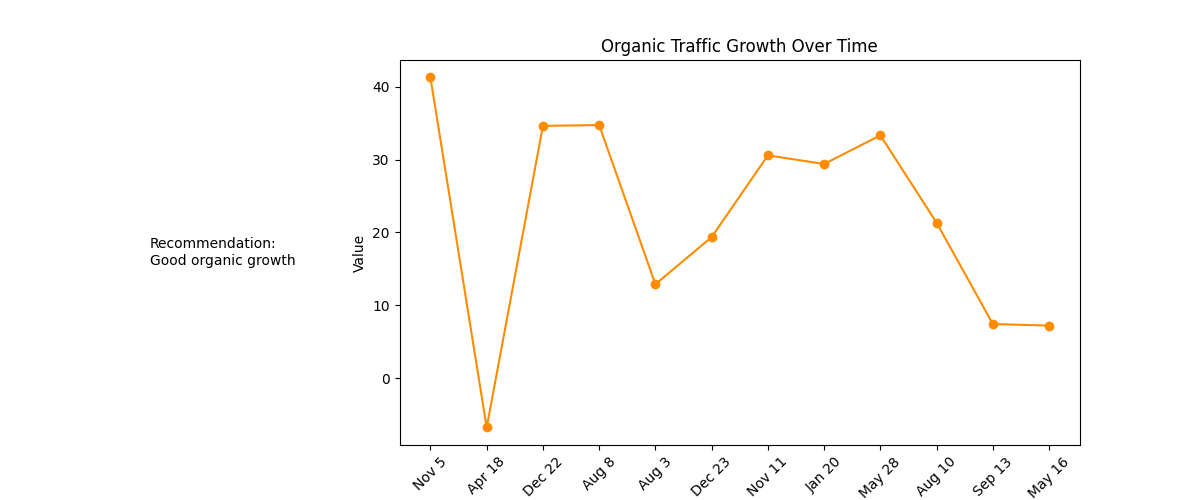 Organic Traffic Growth Over Time
Recommendation:
Good organic growth
Value
40
30
20
10
0
Nov 5
Apr 18
Dec 22
Aug 8
Aug 3
Dec 23
Nov 11
Jan 20
May 28
Aug 10
Sep 13
May 16